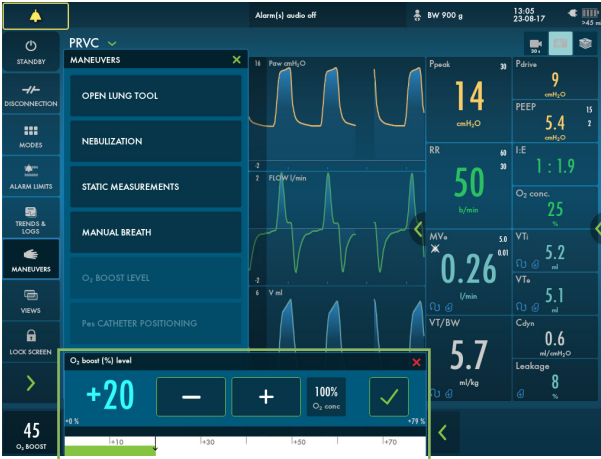 Alarm(s) audio off
BW 900 g
13:05
23-08-17
>45 m
STANDBY
DISCONNECTION
MODES
ALARM LIMITS
TRENDS &
LOGS
MANEUVERS
VIEWS
LOCK SCREEN
45
O₂ BOOST
PRVC
MANEUVERS
×
OPEN LUNG TOOL
NEBULIZATION
STATIC MEASUREMENTS
MANUAL BREATH
O₂ BOOST LEVEL
Pes CATHETER POSITIONING
O₂ boost (%) level
×
+20
−
+
100%
O₂ conc
+0 %
+79 %
+10
+30
+50
+70
30 s
16 Paw cmH₂O
-2
2 FLOW l/min
-2
6 V ml
Ppeak
30
14
cmH₂O
Pdrive
9
cmH₂O
PEEP
15
5.4
2
cmH₂O
RR
60
30
50
b/min
I:E
1 : 1.9
O₂ conc.
25
%
MVe
5.0
0.01
0.26
l/min
VTi
5.2
ml
VTe
5.1
ml
VT/BW
5.7
ml/kg
Cdyn
0.6
ml/cmH₂O
Leakage
8
%